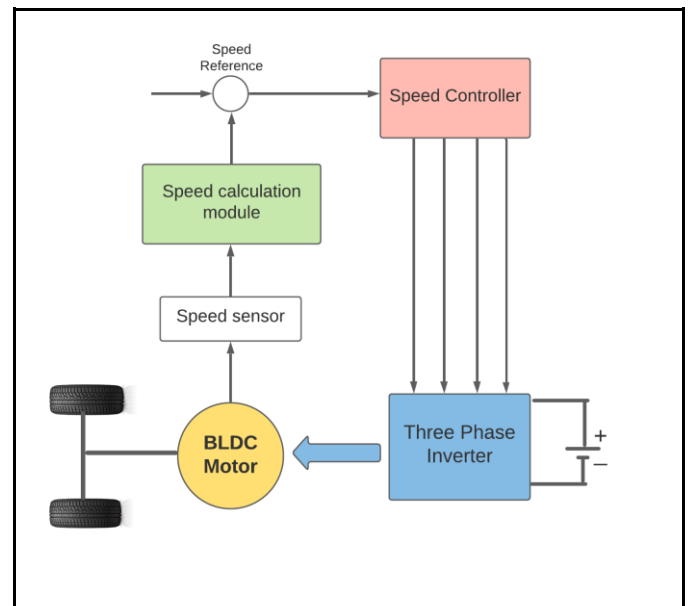 Speed
Reference
Speed Controller
Speed calculation
module
Speed sensor
BLDC
Motor
Three Phase
Inverter
+
–